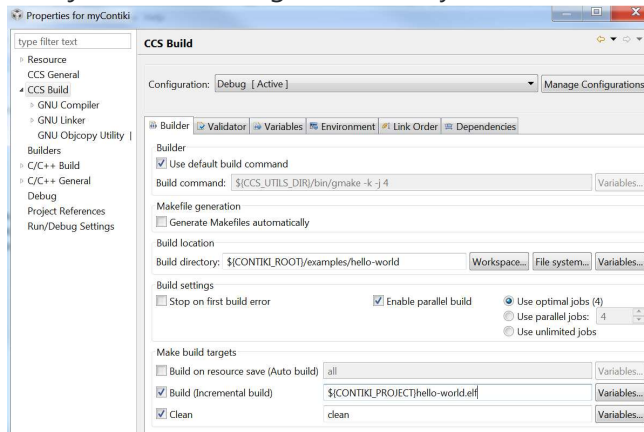 Properties for myContiki
type filter text
CCS Build
Resource
CCS General
CCS Build
GNU Compiler
GNU Linker
GNU Objcopy Utility
Builders
C/C++ Build
C/C++ General
Debug
Project References
Run/Debug Settings
Configuration: Debug [ Active ] Manage Configurations
Builder Validator Variables Environment Link Order Dependencies
Builder
Use default build command
Build command: ${CCS_UTILS_DIR}/bin/gmake -k -j 4 Variables...
Makefile generation
Generate Makefiles automatically
Build location
Build directory: ${CONTIKI_ROOT}/examples/hello-world Workspace... File system... Variables...
Build settings
Stop on first build error Enable parallel build Use optimal jobs (4)
Use parallel jobs: 4
Use unlimited jobs
Make build targets
Build on resource save (Auto build) all Variables...
Build (Incremental build) ${CONTIKI_PROJECT}hello-world.elf Variables...
Clean clean Variables...